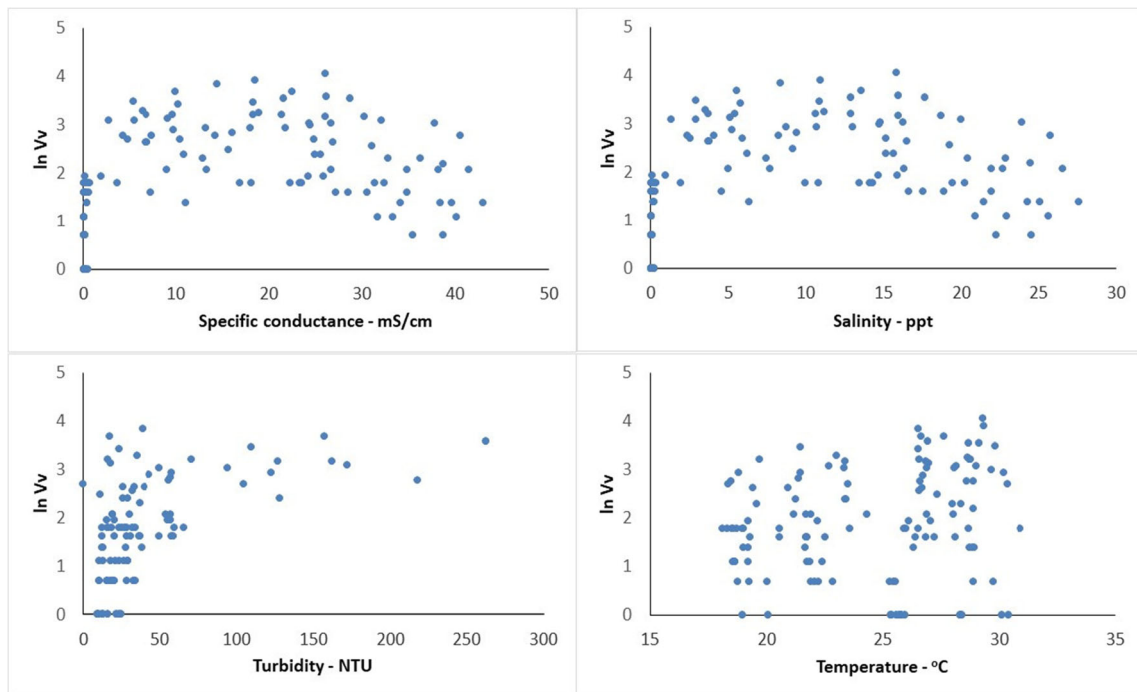 5
4
3
2
1
0
ln Vv
0 10 20 30 40 50
Specific conductance - mS/cm
5
4
3
2
1
0
ln Vv
0 5 10 15 20 25 30
Salinity - ppt
5
4
3
2
1
0
ln Vv
0 50 100 150 200 250 300
Turbidity - NTU
5
4
3
2
1
0
ln Vv
15 20 25 30 35
Temperature - ºC